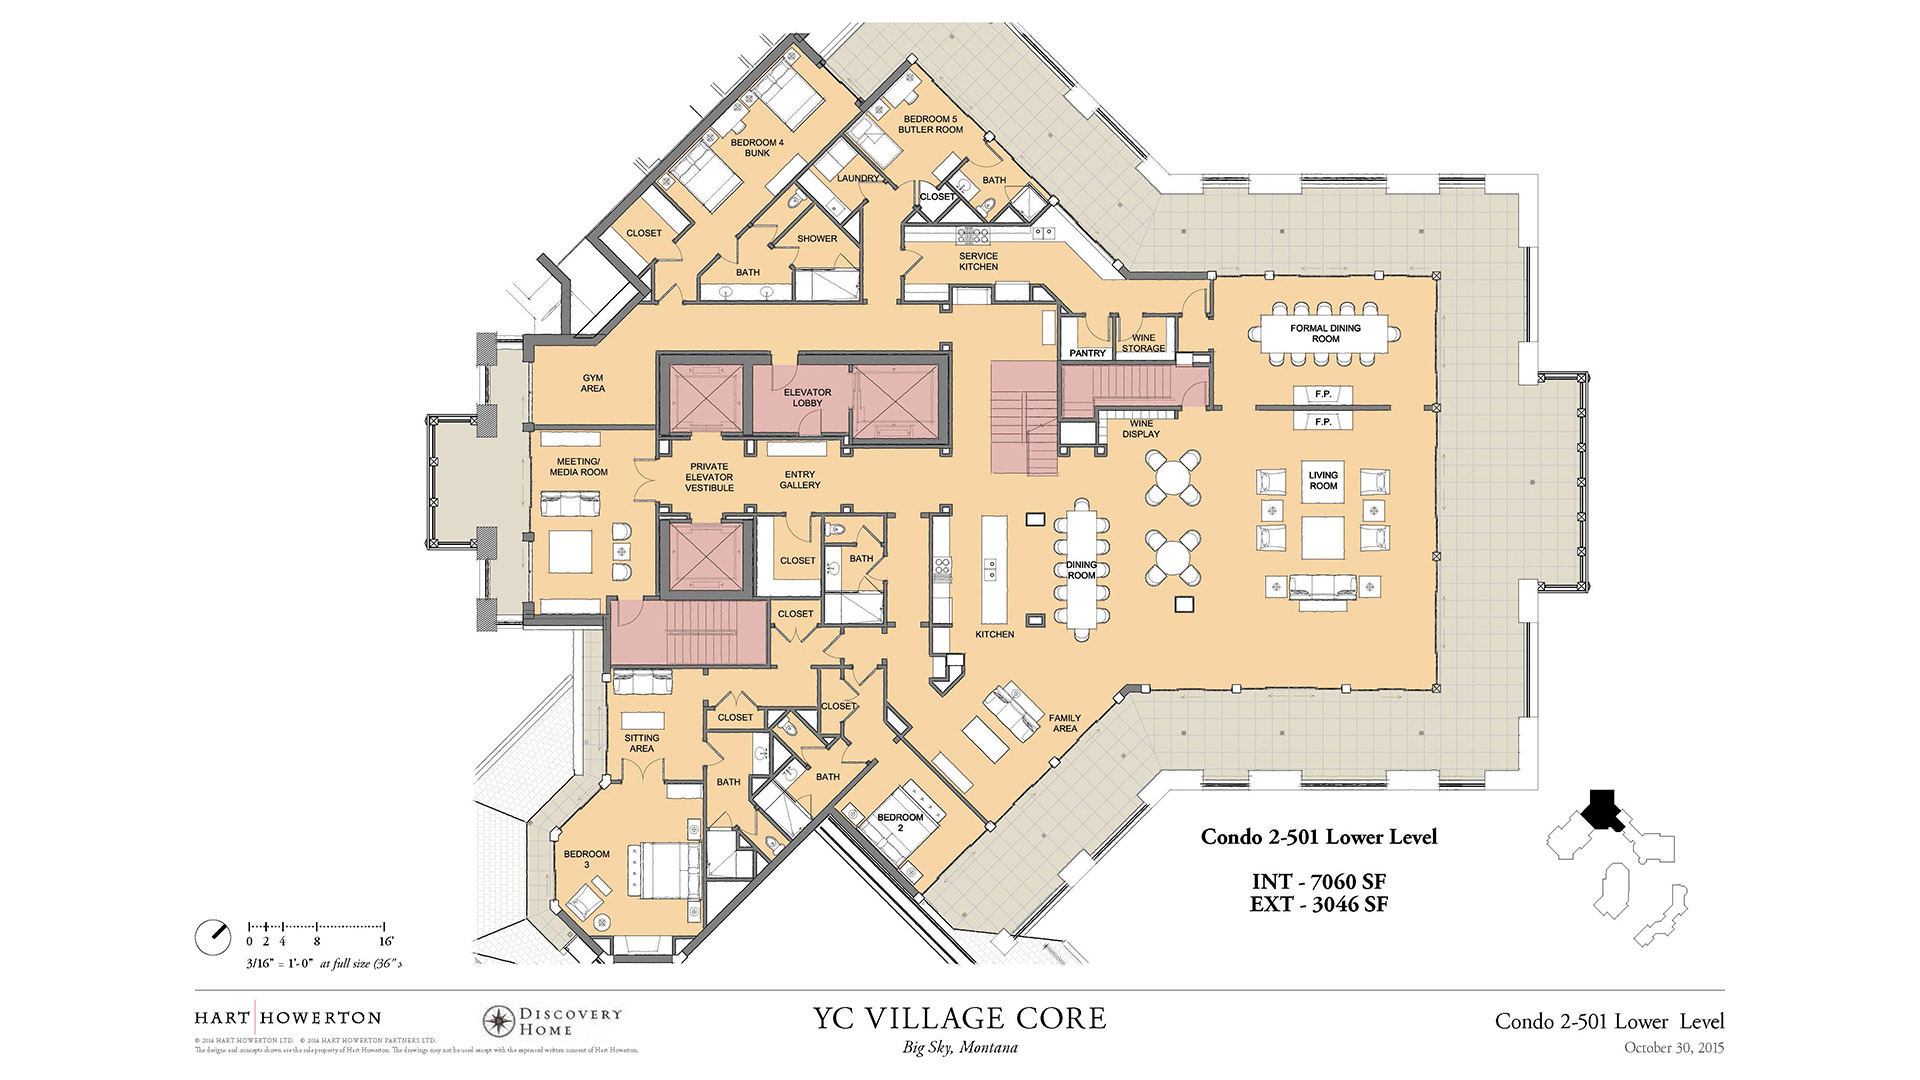 BEDROOM 4
BUNK
BEDROOM 5
BUTLER ROOM
LAUNDRY
BATH
CLOSET
CLOSET
SHOWER
BATH
SERVICE
KITCHEN
FORMAL DINING
ROOM
PANTRY
WINE
STORAGE
GYM
AREA
ELEVATOR
LOBBY
F.P.
F.P.
WINE
DISPLAY
MEETING/
MEDIA ROOM
PRIVATE
ELEVATOR
VESTIBULE
ENTRY
GALLERY
LIVING
ROOM
CLOSET
BATH
DINING
ROOM
CLOSET
KITCHEN
CLOSET
CLOSET
SITTING
AREA
FAMILY
AREA
BATH
BATH
BEDROOM
2
BEDROOM
3
Condo 2-501 Lower Level
INT - 7060 SF
EXT - 3046 SF
0 2 4 8 16'
3/16" = 1'-0" at full size (36"
HART HOWERTON
© 2014 HART HOWERTON LTD. © 2014 HART HOWERTON PARTNERS LTD.
The designs and concepts shown are the sole property of Hart Howerton. The drawings may not be used except with the expressed written consent of Hart Howerton.
DISCOVERY
HOME
YC VILLAGE CORE
Big Sky, Montana
Condo 2-501 Lower Level
October 30, 2015